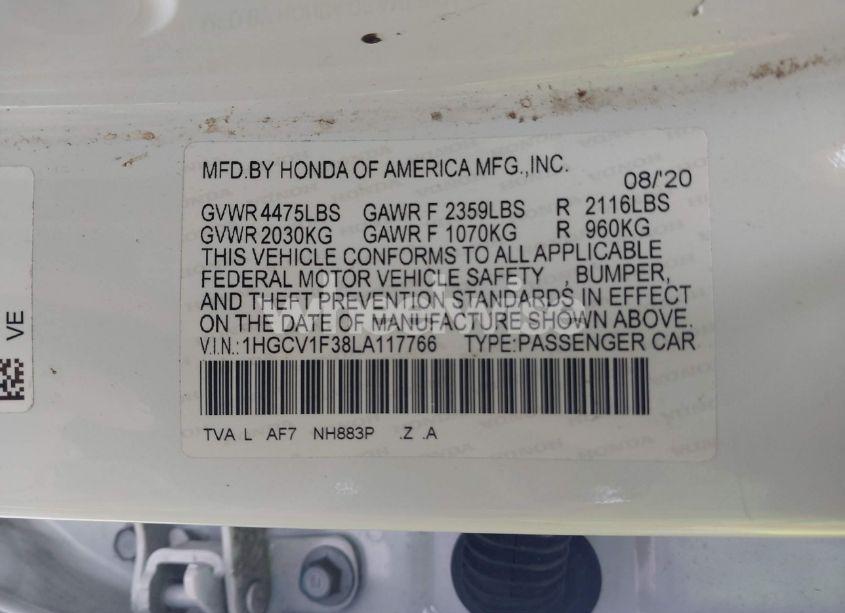 MFD.BY HONDA OF AMERICA MFG.,INC.
08/'20
GVWR 4475LBS GAWR F 2359LBS R 2116LBS
GVWR 2030KG GAWR F 1070KG R 960KG
THIS VEHICLE CONFORMS TO ALL APPLICABLE
FEDERAL MOTOR VEHICLE SAFETY , BUMPER,
AND THEFT PREVENTION STANDARDS IN EFFECT
ON THE DATE OF MANUFACTURE SHOWN ABOVE.
V.I.N.:1HGCV1F38LA117766 TYPE:PASSENGER CAR
TVA L AF7 NH883P .Z .A
VE